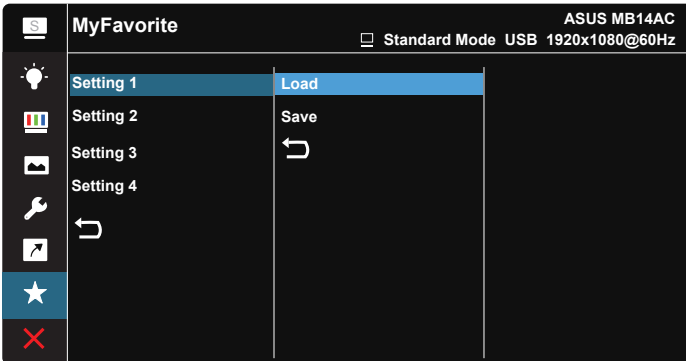 S
MyFavorite
ASUS MB14AC
Standard Mode USB 1920x1080@60Hz
Setting 1
Load
Setting 2
Save
Setting 3
Setting 4